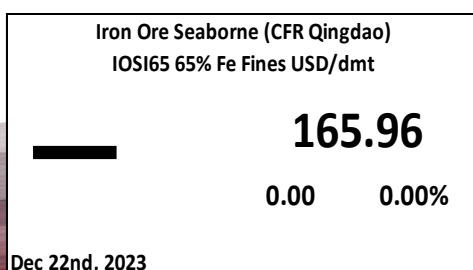 Iron Ore Seaborne (CFR Qingdao)
IOSI65 65% Fe Fines USD/dmt
165.96
0.00 0.00%
Dec 22nd, 2023